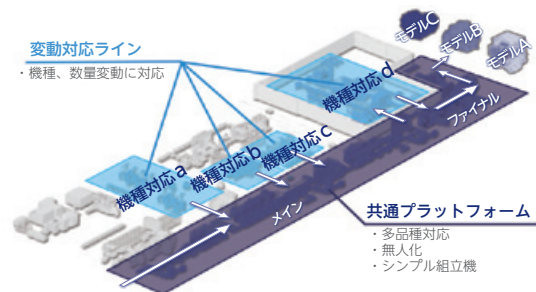 モデルC
モデルB
モデルA
変動対応ライン
・機種、数量変動に対応
機種対応d
ファイナル
機種対応c
機種対応b
機種対応a
メイン
共通プラットフォーム
・多品種対応
・無人化
・シンプル組立機